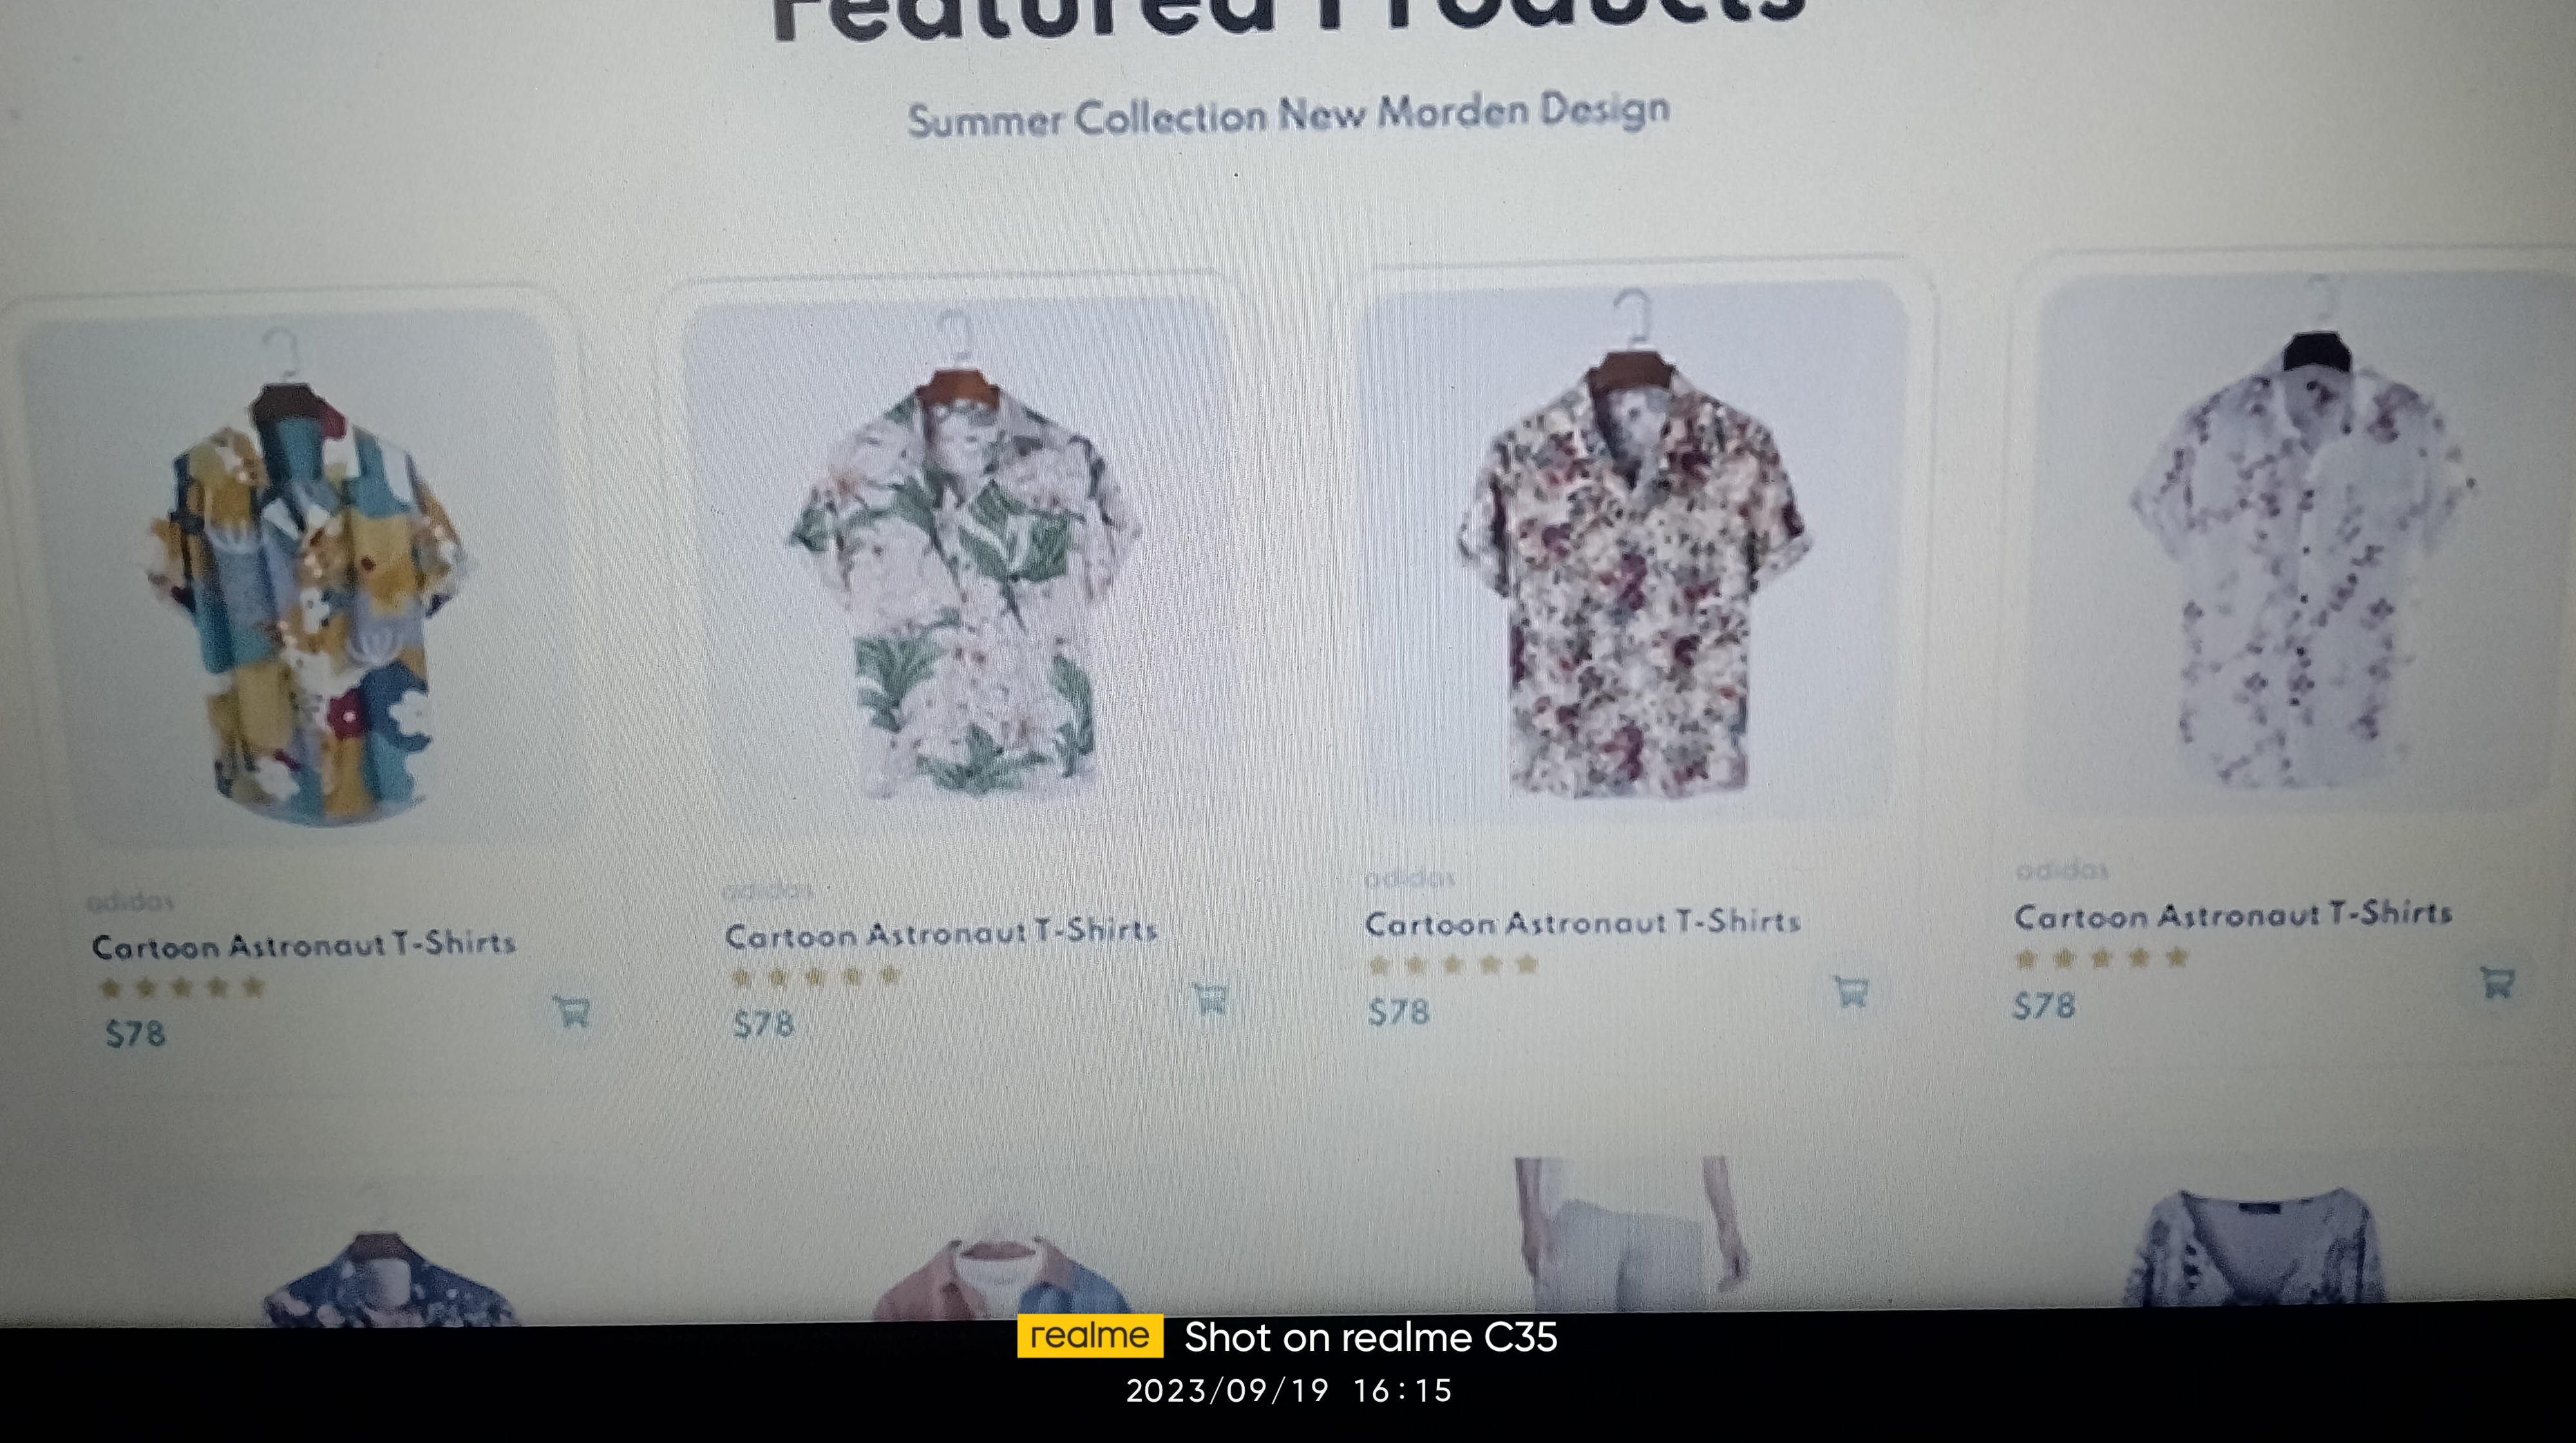 Featured Products
Summer Collection New Morden Design
adidas
Cartoon Astronaut T-Shirts
$78
adidas
Cartoon Astronaut T-Shirts
$78
adidas
Cartoon Astronaut T-Shirts
$78
adidas
Cartoon Astronaut T-Shirts
$78
realme Shot on realme C35
2023/09/19 16:15